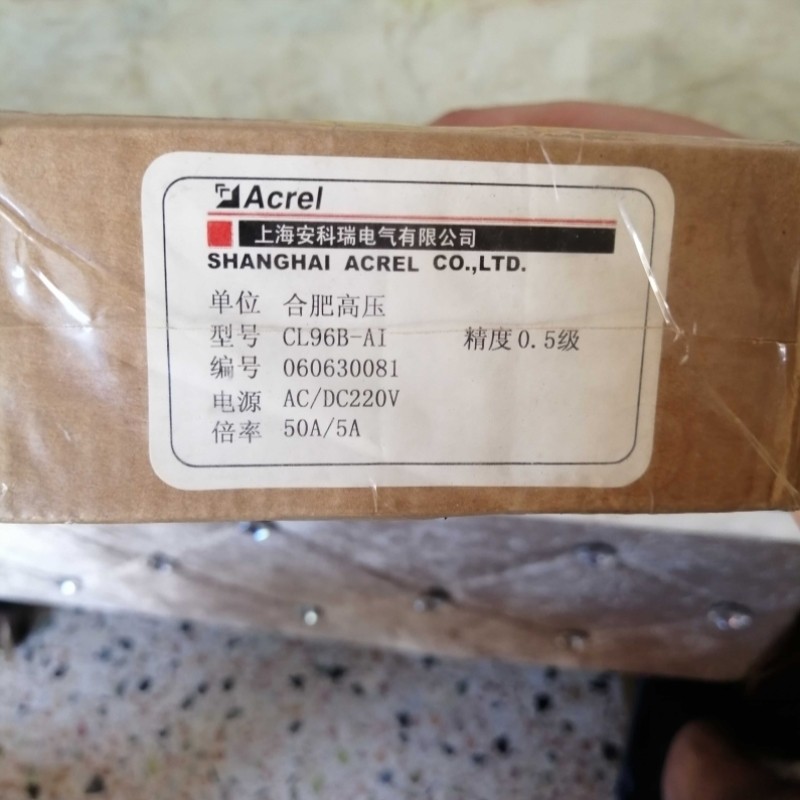 Acrel
上海安科瑞电气有限公司
SHANGHAI ACREL CO.,LTD.
单位 合肥高压
型号 CL96B-AI 精度 0.5级
编号 060630081
电源 AC/DC220V
倍率 50A/5A